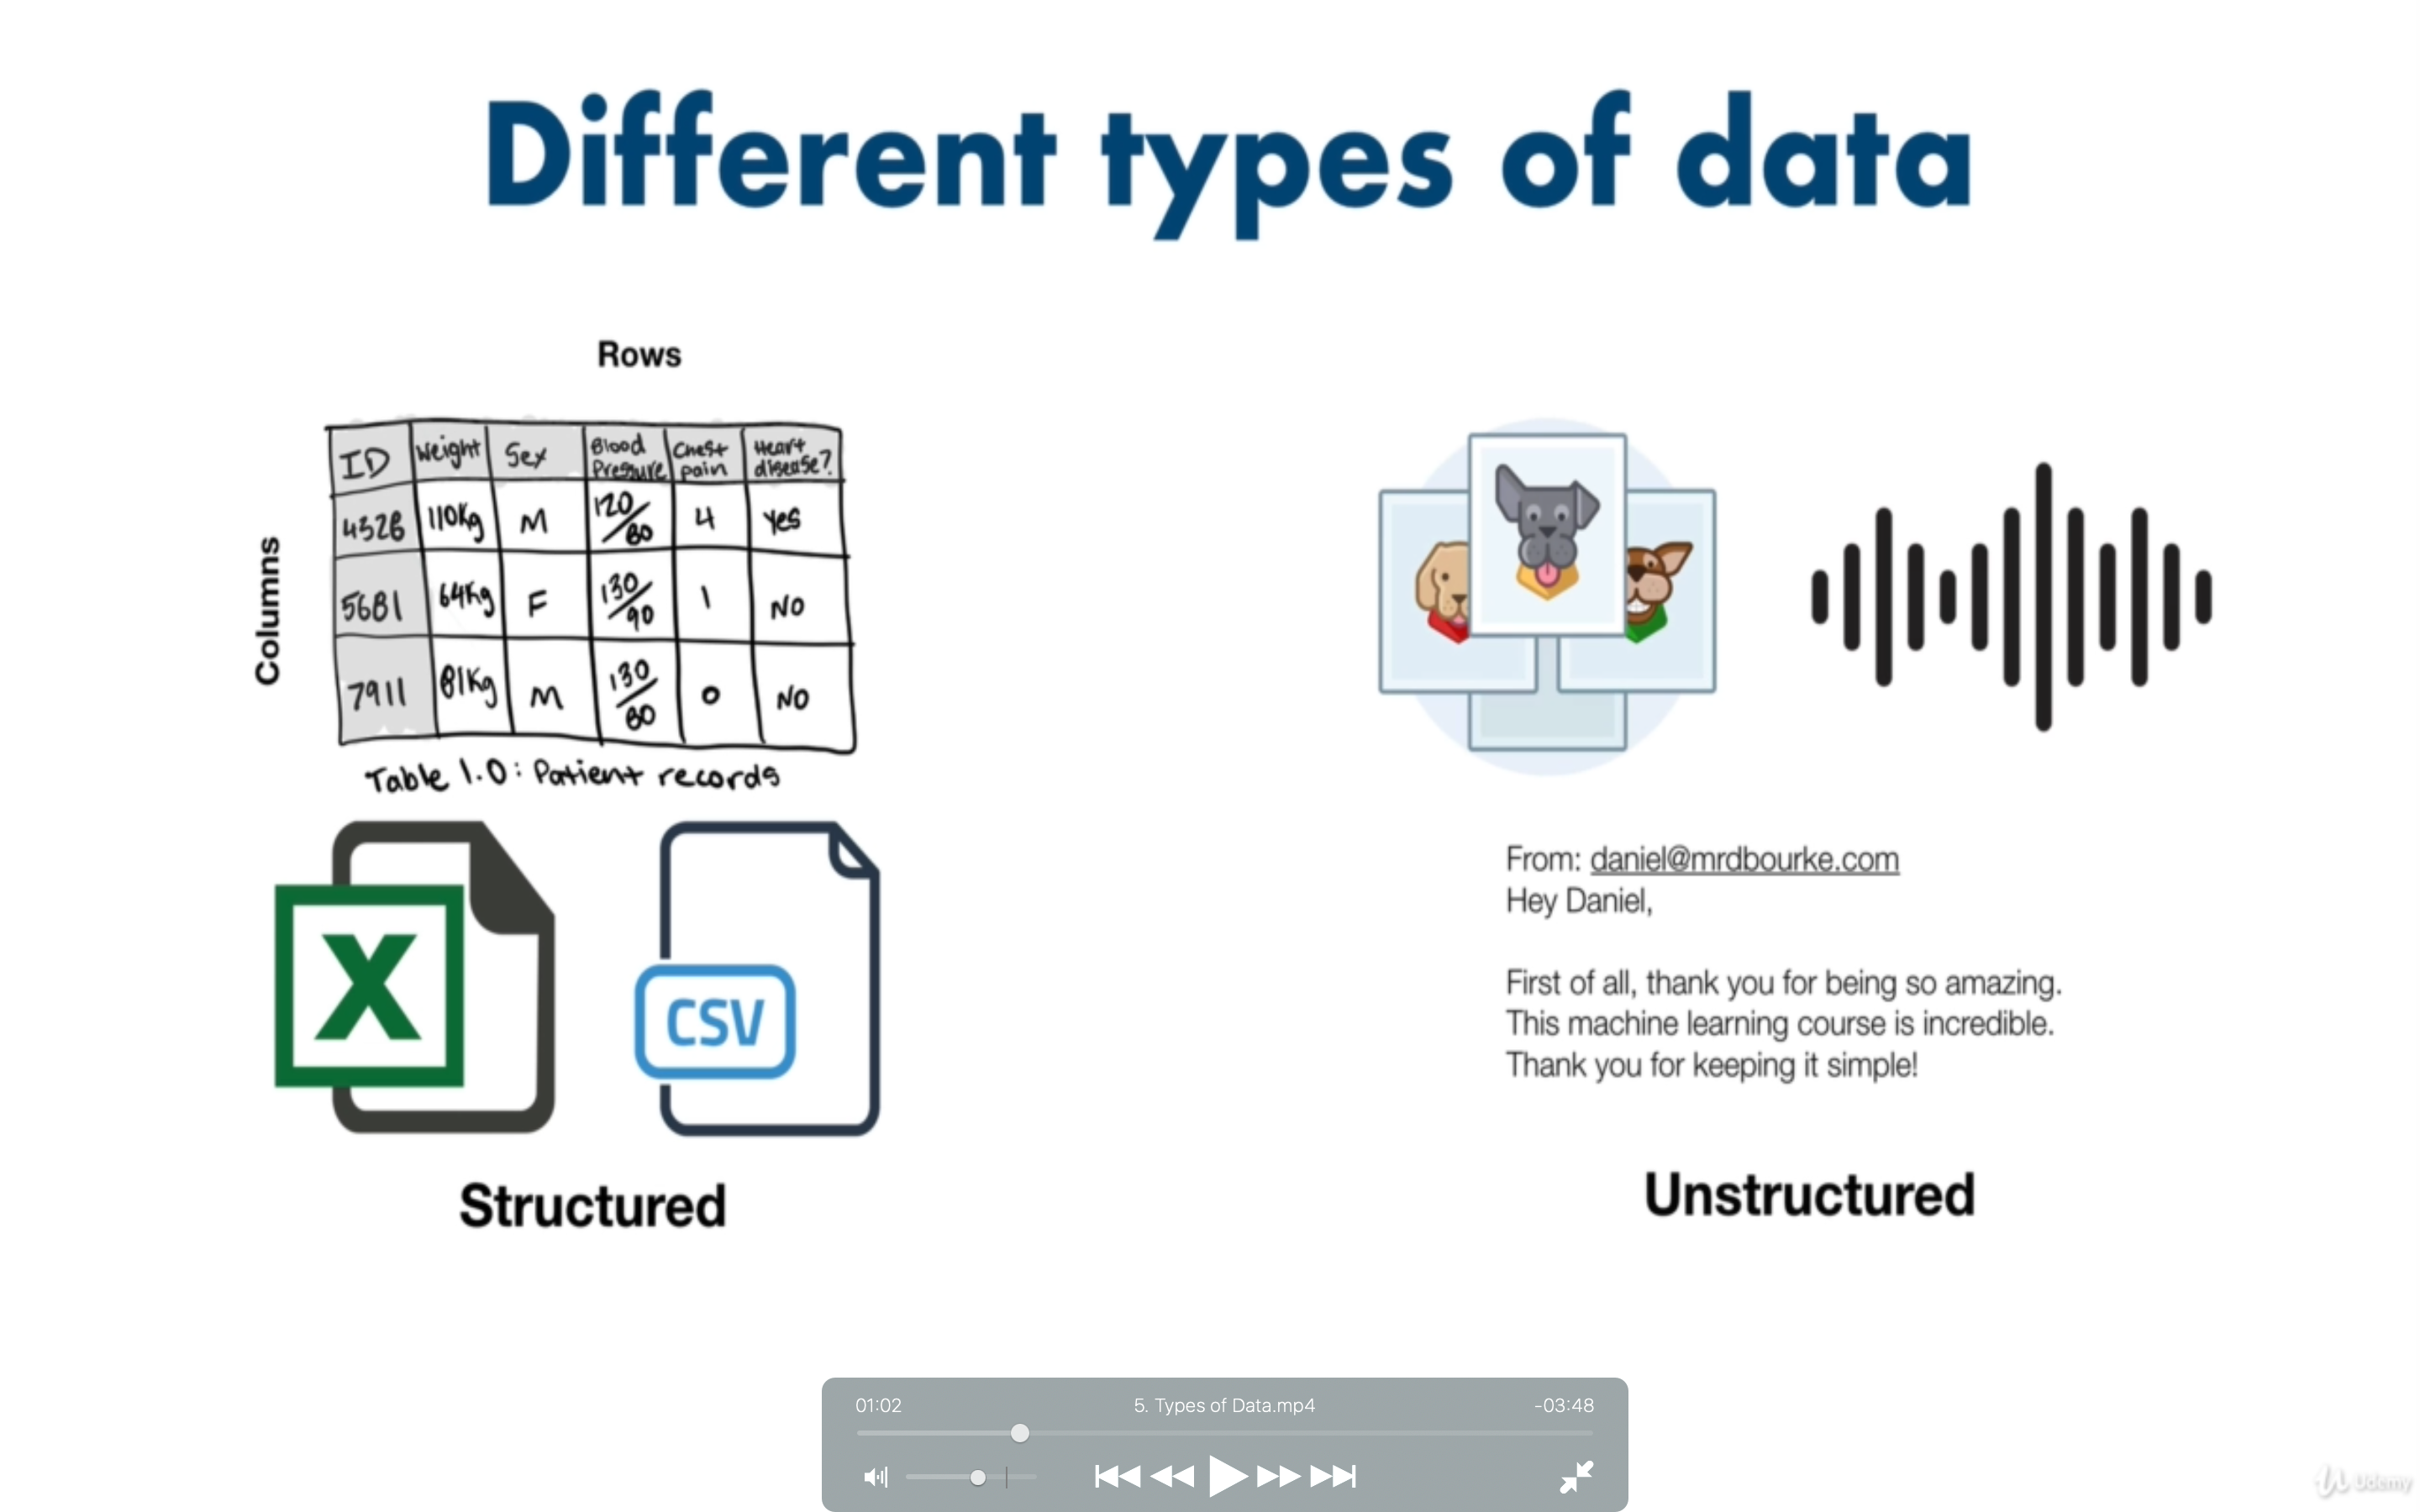 Different types of data
Rows
Columns
ID Weight Sex Blood Pressure Chest pain Heart disease?
4326 110kg M 120/80 4 Yes
5681 64kg F 130/90 1 No
7911 81kg M 130/80 0 No
Table 1.0: Patient records
X
CSV
Structured
From: daniel@mrdbourke.com
Hey Daniel,
First of all, thank you for being so amazing.
This machine learning course is incredible.
Thank you for keeping it simple!
Unstructured
01:02 5. Types of Data.mp4 -03:48
Udemy